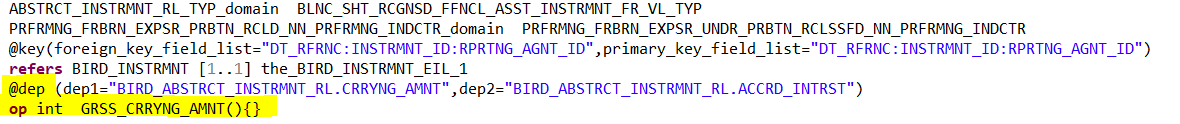 ABSTRCT_INSTRMNT_RL_TYP_domain BLNC_SHT_RCGNSD_FFNCL_ASST_INSTRMNT_FR_VL_TYP
PRFRMNG_FRBRN_EXPSR_PRBTN_RCLD_NN_PRFRMNG_INDCTR_domain PRFRMNG_FRBRN_EXPSR_UNDR_PRBTN_RCLSSFD_NN_PRFRMNG_INDCTR
@key(foreign_key_field_list="DT_RFRNC:INSTRMNT_ID:RPRTNG_AGNT_ID",primary_key_field_list="DT_RFRNC:INSTRMNT_ID:RPRTNG_AGNT_ID")
refers BIRD_INSTRMNT [1..1] the_BIRD_INSTRMNT_EIL_1
@dep (dep1="BIRD_ABSTRCT_INSTRMNT_RL.CRRYNG_AMNT",dep2="BIRD_ABSTRCT_INSTRMNT_RL.ACCRD_INTRST")
op int GRSS_CRRYNG_AMNT(){}